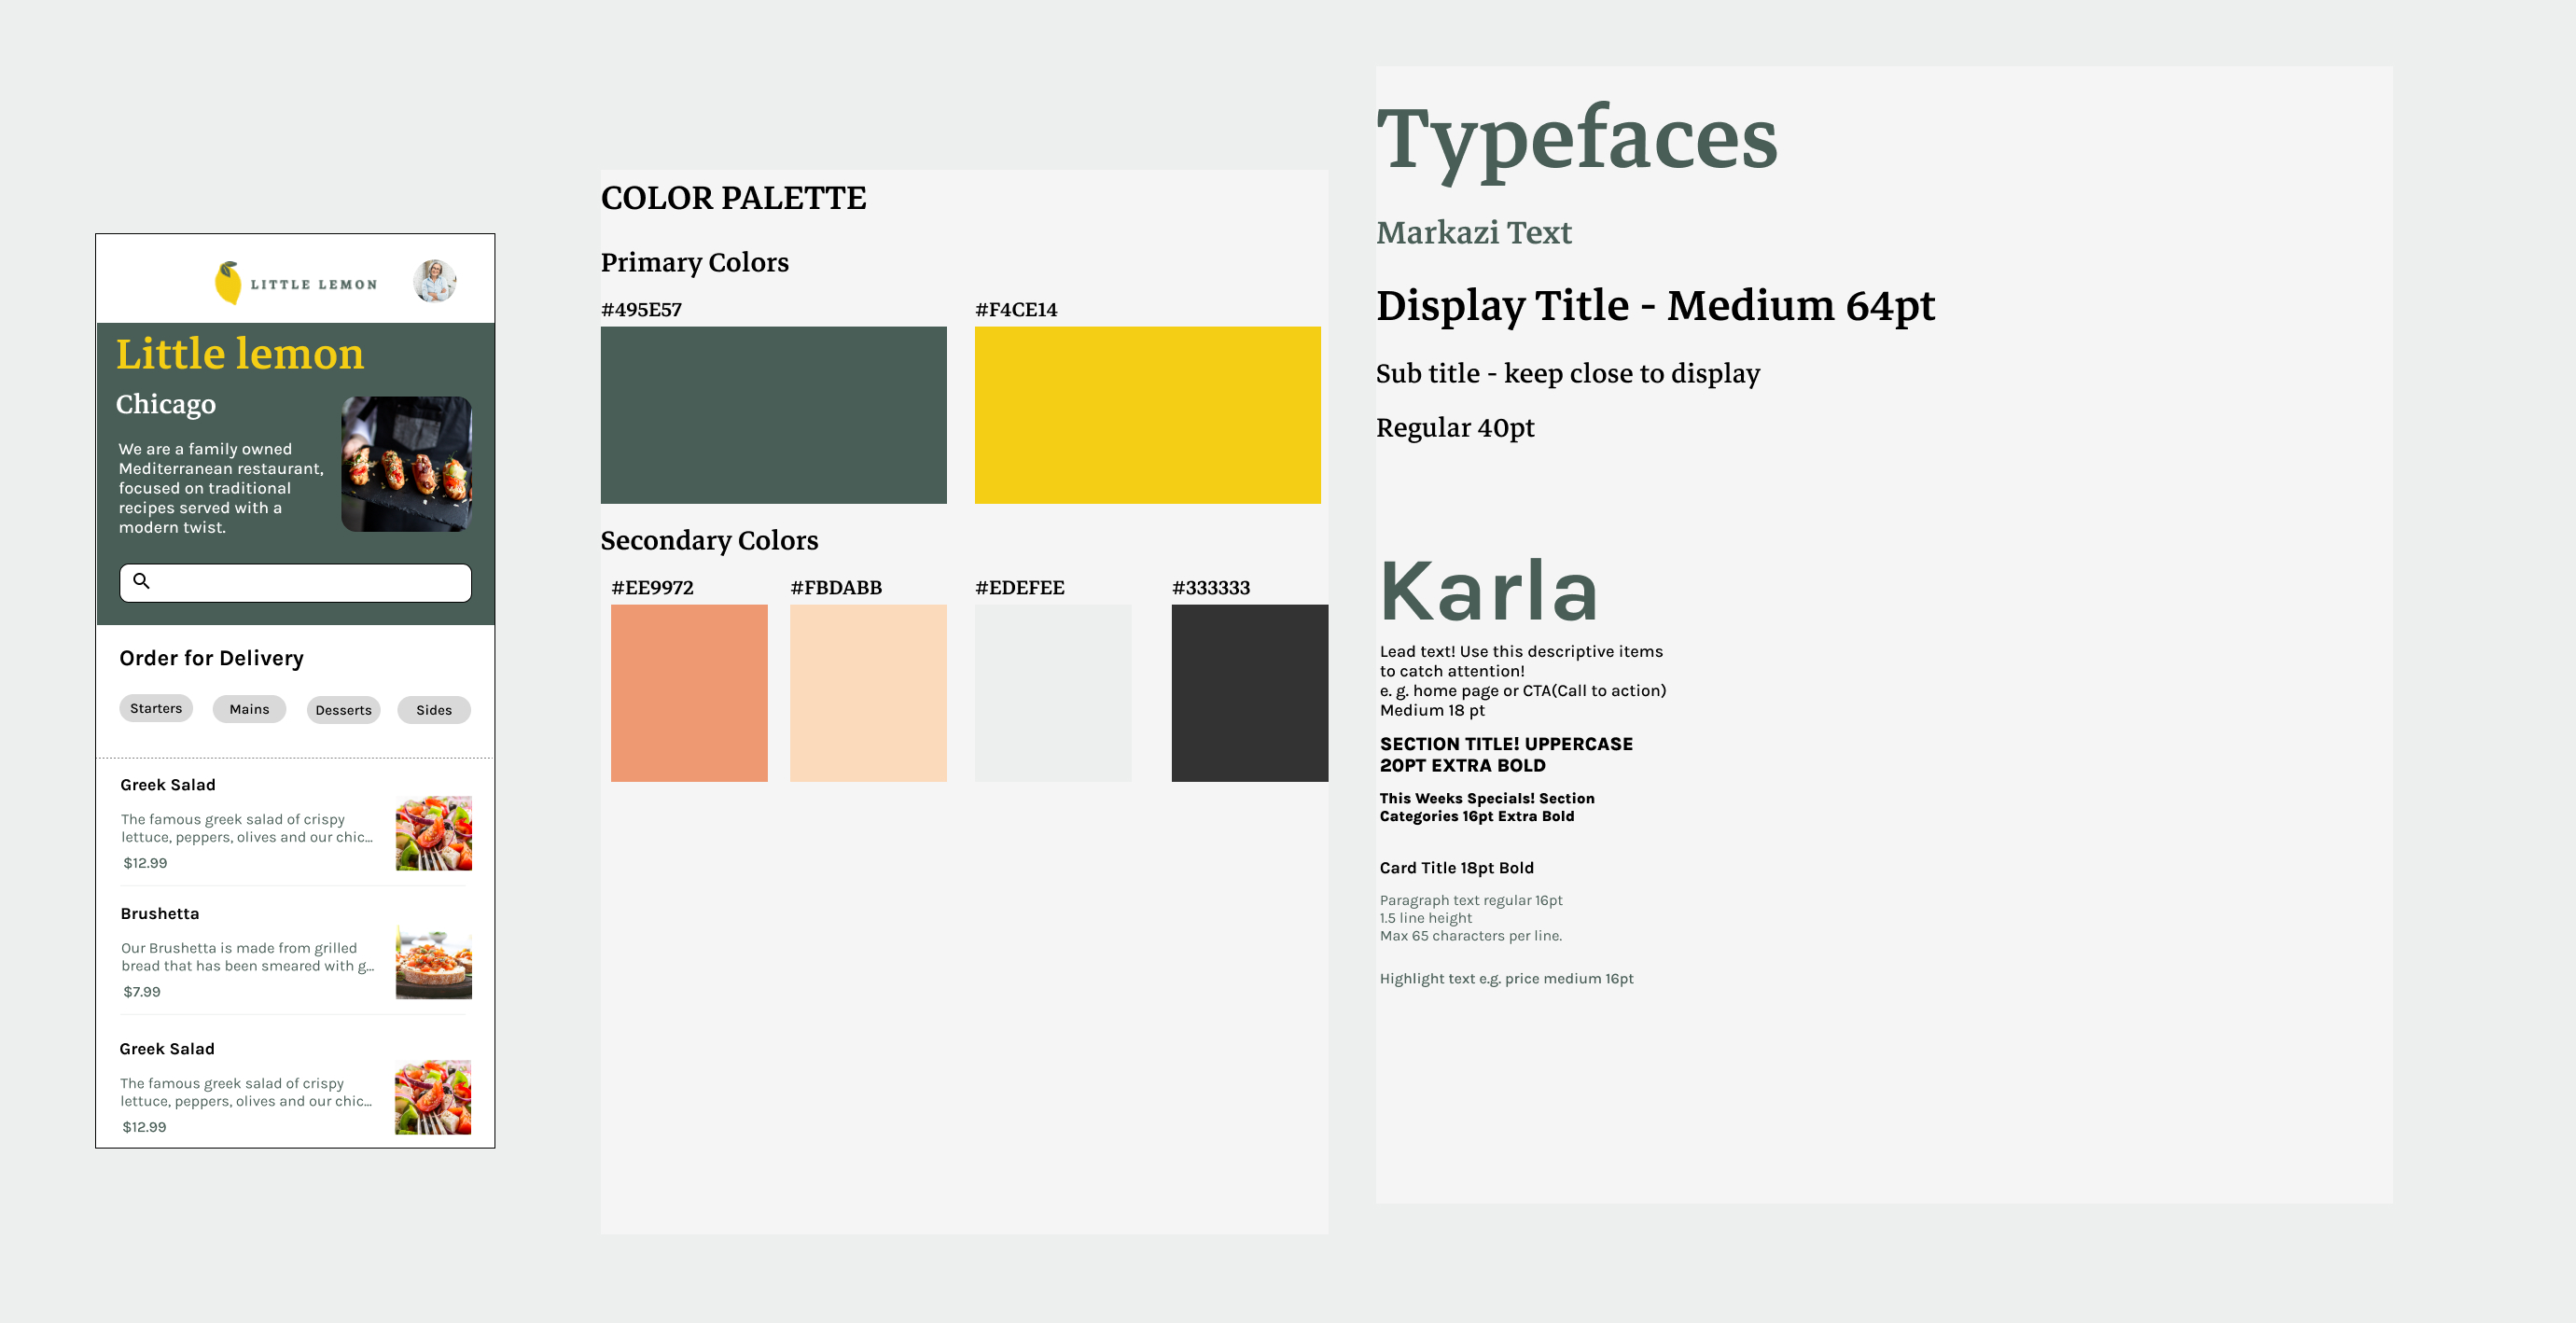 LITTLE LEMON
Little lemon
Chicago
We are a family owned
Mediterranean restaurant,
focused on traditional
recipes served with a
modern twist.
Order for Delivery
Starters
Mains
Desserts
Sides
Greek Salad
The famous greek salad of crispy
lettuce, peppers, olives and our chic...
$12.99
Brushetta
Our Brushetta is made from grilled
bread that has been smeared with g...
$7.99
Greek Salad
The famous greek salad of crispy
lettuce, peppers, olives and our chic...
$12.99
COLOR PALETTE
Primary Colors
#495E57
#F4CE14
Secondary Colors
#EE9972
#FBDABB
#EDEFEE
#333333
Typefaces
Markazi Text
Display Title - Medium 64pt
Sub title - keep close to display
Regular 40pt
Karla
Lead text! Use this descriptive items
to catch attention!
e. g. home page or CTA(Call to action)
Medium 18 pt
SECTION TITLE! UPPERCASE
20PT EXTRA BOLD
This Weeks Specials! Section
Categories 16pt Extra Bold
Card Title 18pt Bold
Paragraph text regular 16pt
1.5 line height
Max 65 characters per line.
Highlight text e.g. price medium 16pt